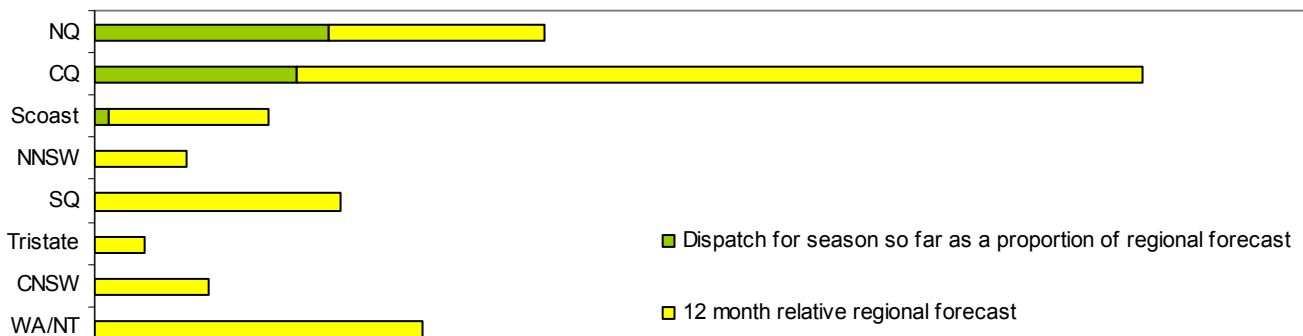 NQ
CQ
Scoast
NNSW
SQ
Tristate
CNSW
WA/NT
Dispatch for season so far as a proportion of regional forecast
12 month relative regional forecast